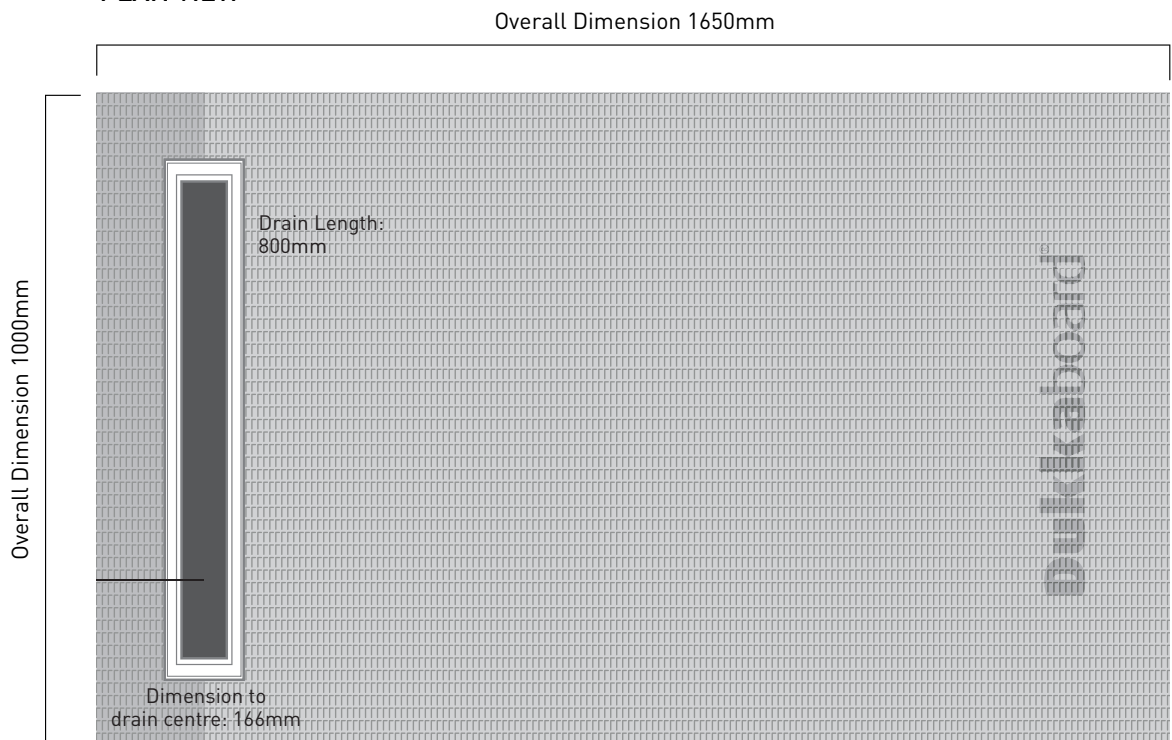 PLAN VIEW
Overall Dimension 1650mm
Overall Dimension 1000mm
Drain Length:
800mm
Dukkaboard®
Dimension to
drain centre: 166mm